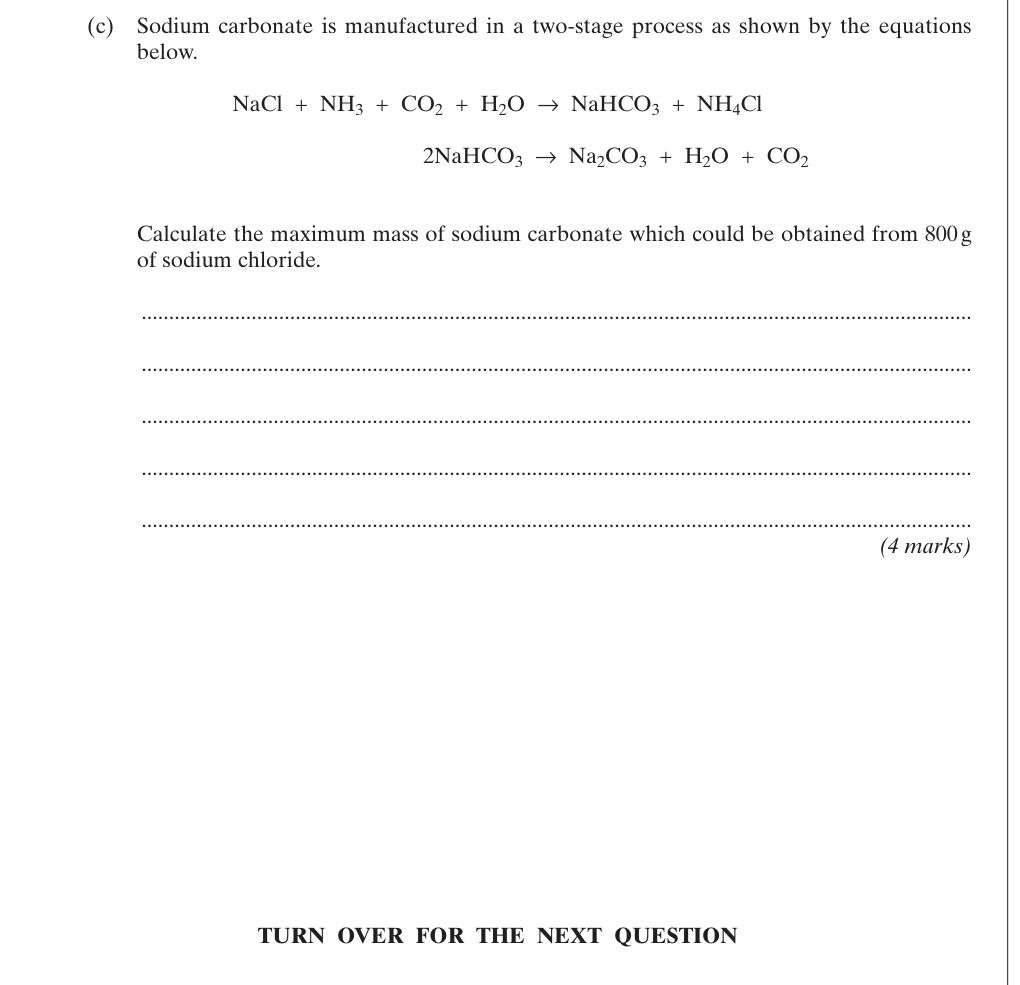 (c) Sodium carbonate is manufactured in a two-stage process as shown by the equations
below.
NaCl + NH₃ + CO₂ + H₂O → NaHCO₃ + NH₄Cl
2NaHCO₃ → Na₂CO₃ + H₂O + CO₂
Calculate the maximum mass of sodium carbonate which could be obtained from 800 g
of sodium chloride.
(4 marks)
TURN OVER FOR THE NEXT QUESTION